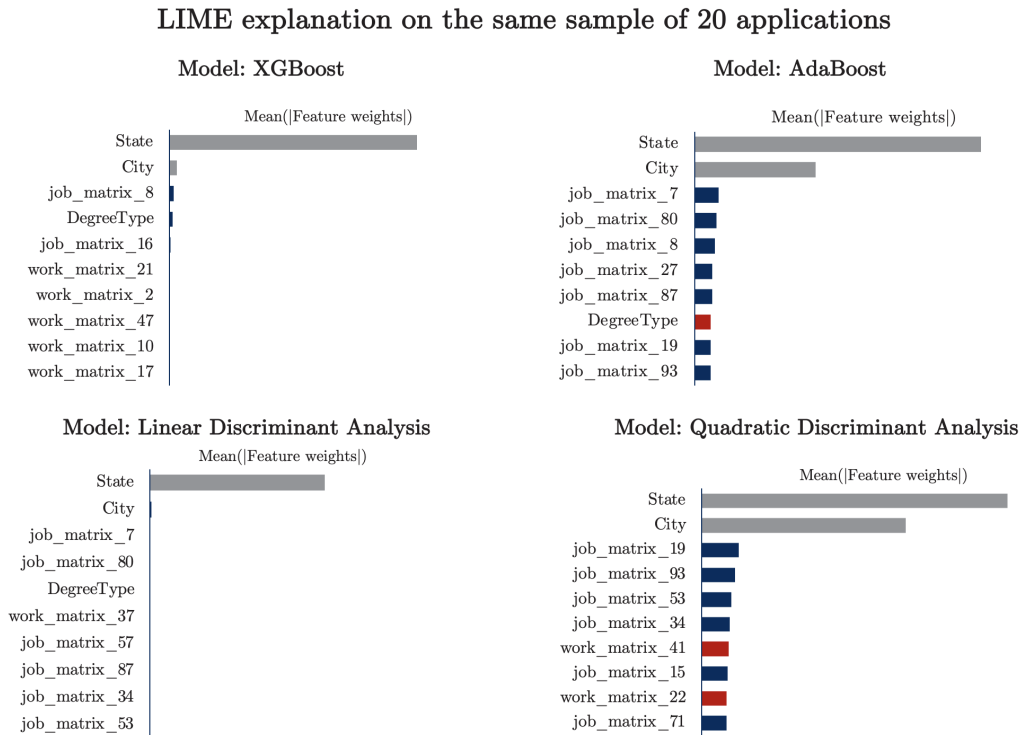 LIME explanation on the same sample of 20 applications
Model: XGBoost
Mean(|Feature weights|)
State
City
job_matrix_8
DegreeType
job_matrix_16
work_matrix_21
work_matrix_2
work_matrix_47
work_matrix_10
work_matrix_17
Model: AdaBoost
Mean(|Feature weights|)
State
City
job_matrix_7
job_matrix_80
job_matrix_8
job_matrix_27
job_matrix_87
DegreeType
job_matrix_19
job_matrix_93
Model: Linear Discriminant Analysis
Mean(|Feature weights|)
State
City
job_matrix_7
job_matrix_80
DegreeType
work_matrix_37
job_matrix_57
job_matrix_87
job_matrix_34
job_matrix_53
Model: Quadratic Discriminant Analysis
Mean(|Feature weights|)
State
City
job_matrix_19
job_matrix_93
job_matrix_53
job_matrix_34
work_matrix_41
job_matrix_15
work_matrix_22
job_matrix_71